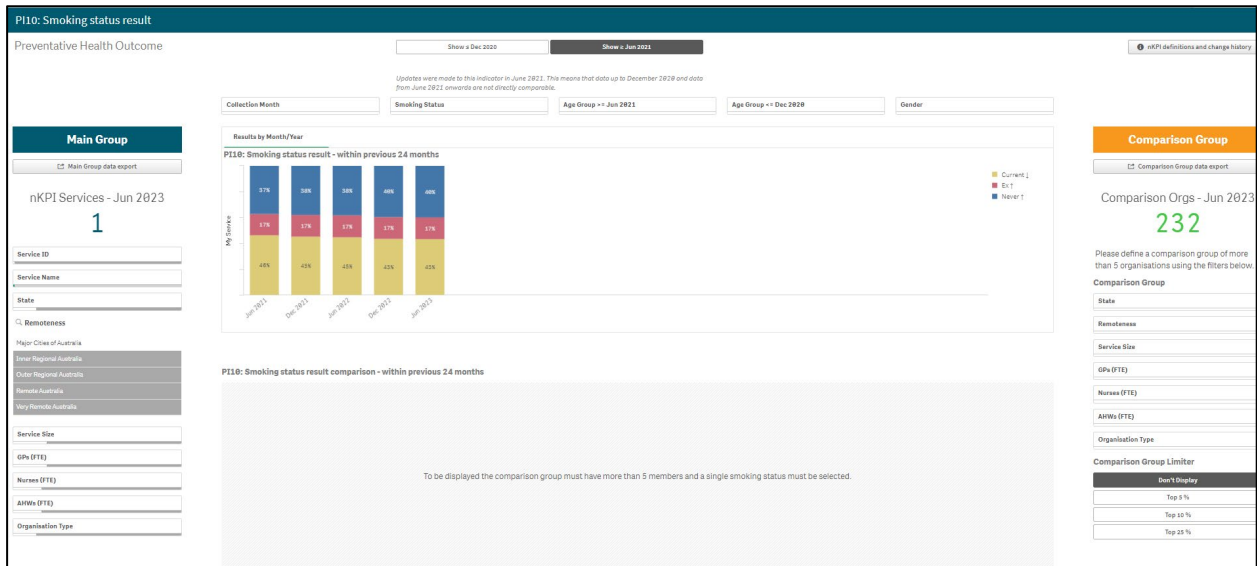 PI10: Smoking status result
Preventative Health Outcome
Show ≤ Dec 2020
Show ≥ Jun 2021
nKPI definitions and change history
Updates were made to this indicator in June 2021. This means that data up to December 2020 and data
from June 2021 onwards are not directly comparable.
Collection Month
Smoking Status
Age Group >= Jun 2021
Age Group <= Dec 2020
Gender
Main Group
Main Group data export
nKPI Services - Jun 2023
1
Service ID
Service Name
State
Remoteness
Major Cities of Australia
Inner Regional Australia
Outer Regional Australia
Remote Australia
Very Remote Australia
Service Size
GPs (FTE)
Nurses (FTE)
AHWs (FTE)
Organisation Type
Results by Month/Year
PI10: Smoking status result - within previous 24 months
Current ↓
Ex ↑
Never ↑
My Service
37%
38%
38%
40%
40%
17%
17%
17%
17%
17%
Jun 2021
Dec 2021
Jun 2022
Dec 2022
Jun 2023
PI10: Smoking status result comparison - within previous 24 months
To be displayed the comparison group must have more than 5 members and a single smoking status must be selected.
Comparison Group
Comparison Group data export
Comparison Orgs - Jun 2023
232
Please define a comparison group of more
than 5 organisations using the filters below.
Comparison Group
State
Remoteness
Service Size
GPs (FTE)
Nurses (FTE)
AHWs (FTE)
Organisation Type
Comparison Group Limiter
Don't Display
Top 5 %
Top 10 %
Top 25 %